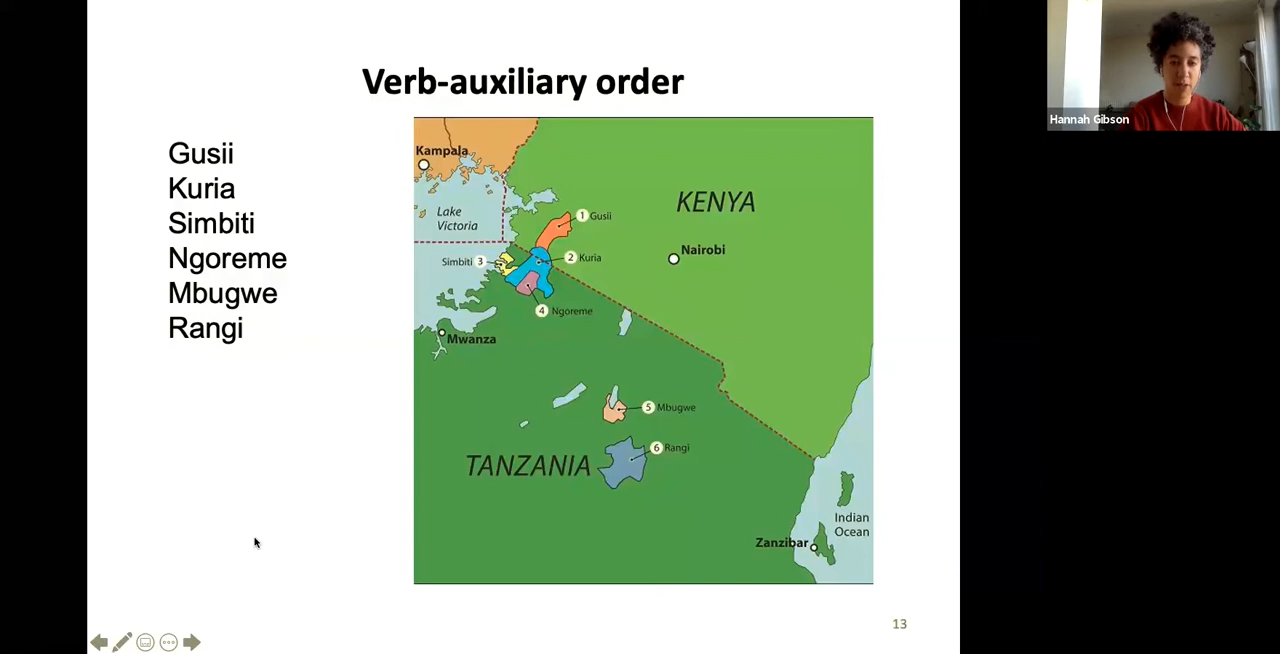 Verb-auxiliary order
Gusii
Kuria
Simbiti
Ngoreme
Mbugwe
Rangi
Kampala
Lake
Victoria
KENYA
1 Gusii
Nairobi
2 Kuria
Simbiti 3
4 Ngoreme
Mwanza
5 Mbugwe
6 Rangi
TANZANIA
Indian
Ocean
Zanzibar
13
Hannah Gibson